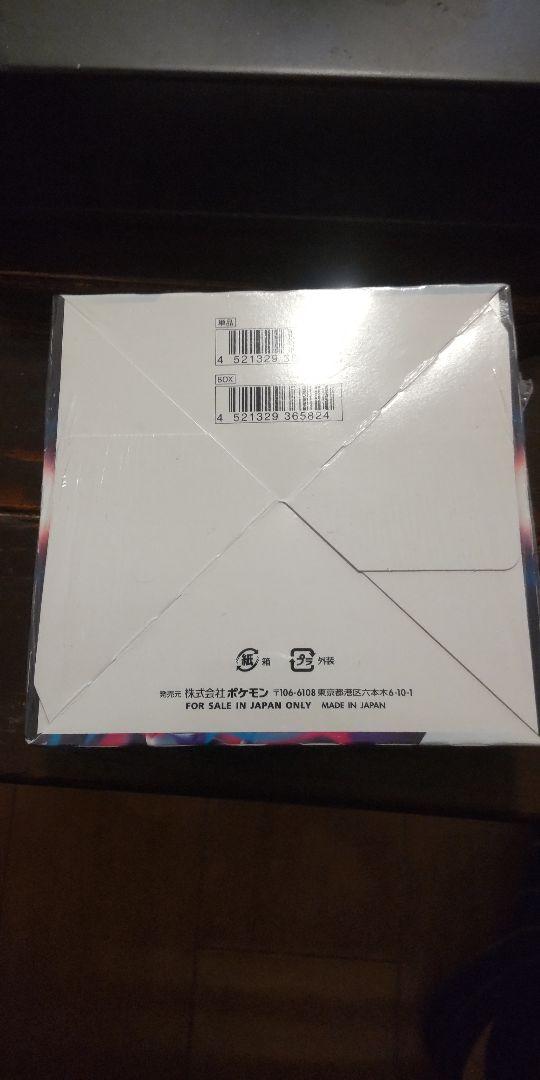 単品
4 521329 3
BOX
4 521329 365824
紙 箱 プラ 外装
発売元 株式会社ポケモン 〒106-6108 東京都港区六本木6-10-1
FOR SALE IN JAPAN ONLY MADE IN JAPAN